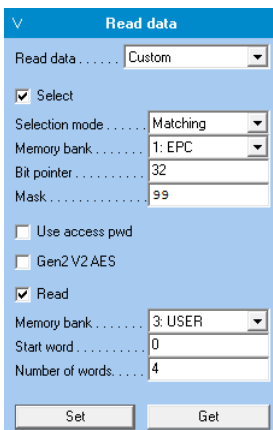 Read data
Read data...... Custom
Select
Selection mode...... Matching
Memory bank........ 1: EPC
Bit pointer.......... 32
Mask.............. 99
Use access pwd
Gen2 V2 AES
Read
Memory bank........ 3: USER
Start word.......... 0
Number of words..... 4
Set Get